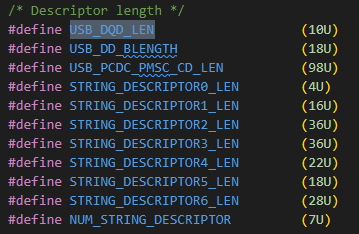 /* Descriptor length */
#define USB_DQD_LEN (10U)
#define USB_DD_BLENGTH (18U)
#define USB_PCDC_PMSC_CD_LEN (98U)
#define STRING_DESCRIPTOR0_LEN (4U)
#define STRING_DESCRIPTOR1_LEN (16U)
#define STRING_DESCRIPTOR2_LEN (36U)
#define STRING_DESCRIPTOR3_LEN (36U)
#define STRING_DESCRIPTOR4_LEN (22U)
#define STRING_DESCRIPTOR5_LEN (18U)
#define STRING_DESCRIPTOR6_LEN (28U)
#define NUM_STRING_DESCRIPTOR (7U)